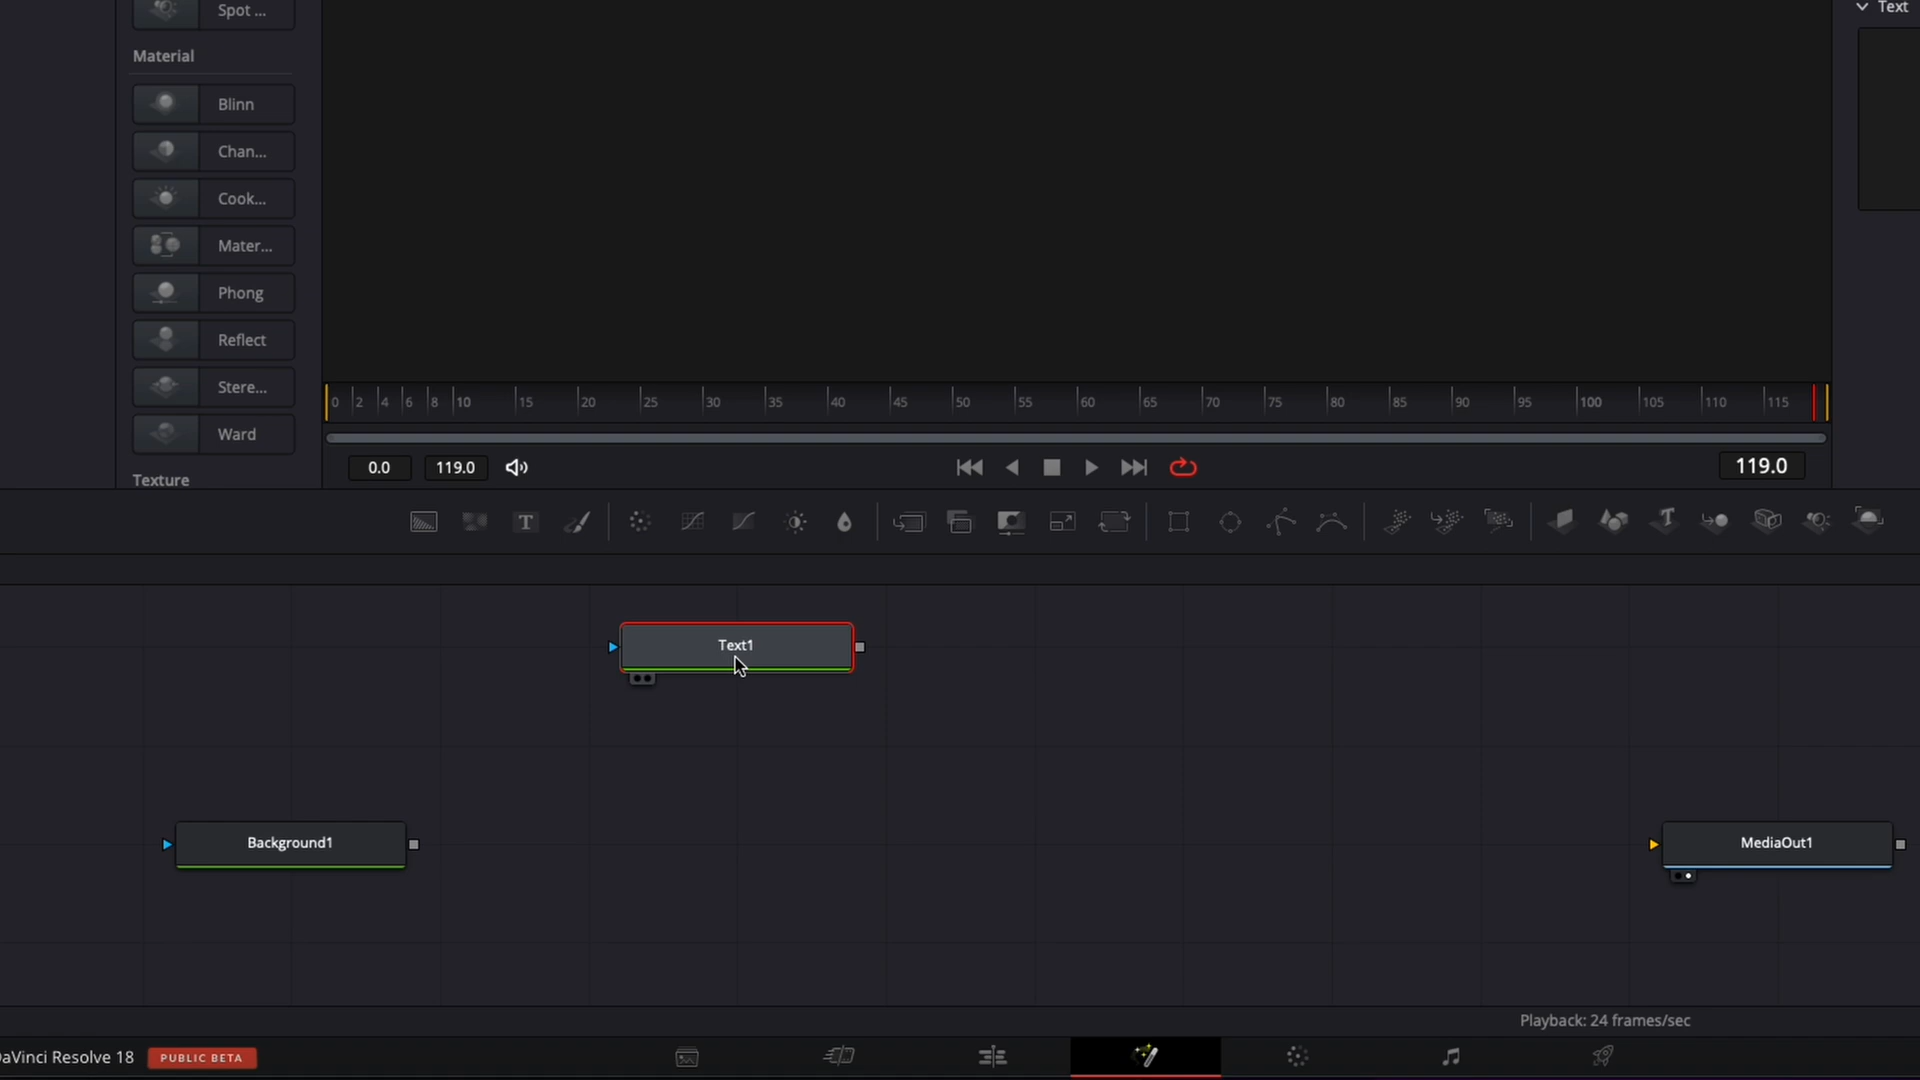 Spot ...
Text
Material
Blinn
Chan...
Cook...
Mater...
Phong
Reflect
Stere...
Ward
Texture
0 2 4 6 8 10 15 20 25 30 35 40 45 50 55 60 65 70 75 80 85 90 95 100 105 110 115
0.0 119.0 119.0
T
Text1
Background1
MediaOut1
Playback: 24 frames/sec
aVinci Resolve 18 PUBLIC BETA